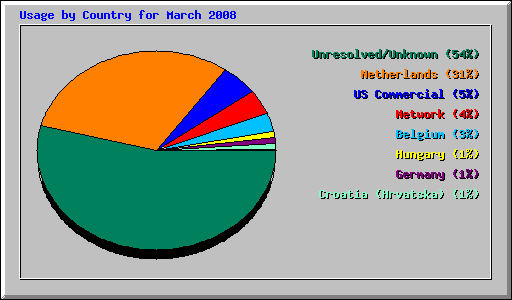 Usage by Country for March 2008
Unresolved/Unknown (54%)
Netherlands (31%)
US Commercial (5%)
Network (4%)
Belgium (3%)
Hungary (1%)
Germany (1%)
Croatia (Hrvatska) (1%)